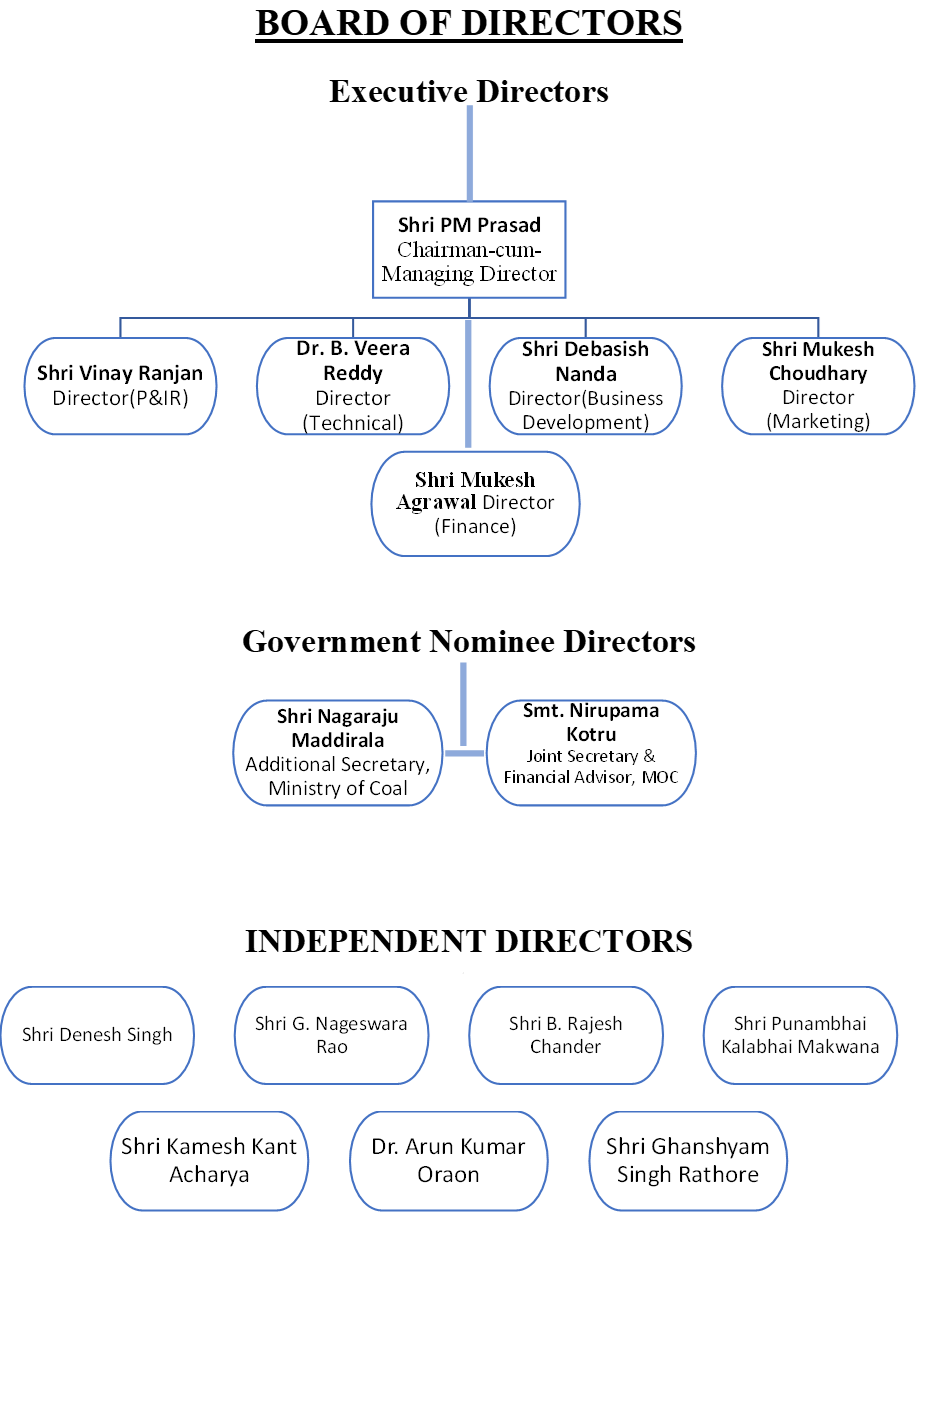 BOARD OF DIRECTORS
Executive Directors
Shri PM Prasad
Chairman-cum-
Managing Director
Shri Vinay Ranjan
Director(P&IR)
Dr. B. Veera
Reddy
Director
(Technical)
Shri Debasish
Nanda
Director(Business
Development)
Shri Mukesh
Choudhary
Director
(Marketing)
Shri Mukesh
Agrawal Director
(Finance)
Government Nominee Directors
Shri Nagaraju
Maddirala
Additional Secretary,
Ministry of Coal
Smt. Nirupama
Kotru
Joint Secretary &
Financial Advisor, MOC
INDEPENDENT DIRECTORS
Shri Denesh Singh
Shri G. Nageswara
Rao
Shri B. Rajesh
Chander
Shri Punambhai
Kalabhai Makwana
Shri Kamesh Kant
Acharya
Dr. Arun Kumar
Oraon
Shri Ghanshyam
Singh Rathore